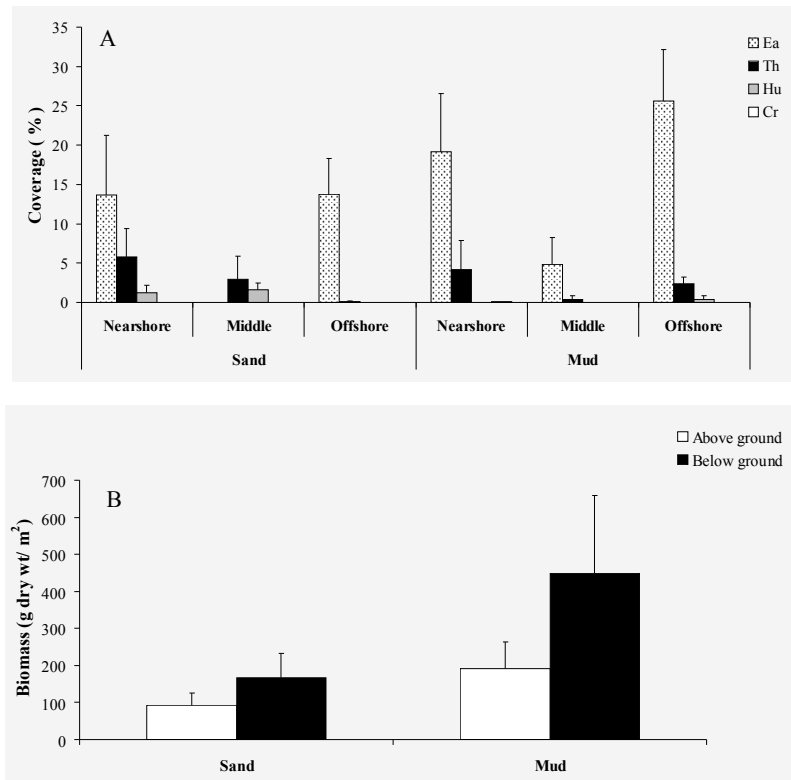 A
Ea
Th
Hu
Cr
Coverage ( %)
35
30
25
20
15
10
5
0
Nearshore Middle Offshore Nearshore Middle Offshore
Sand Mud
Above ground
Below ground
B
Biomass (g dry wt/ m²)
700
600
500
400
300
200
100
0
Sand Mud